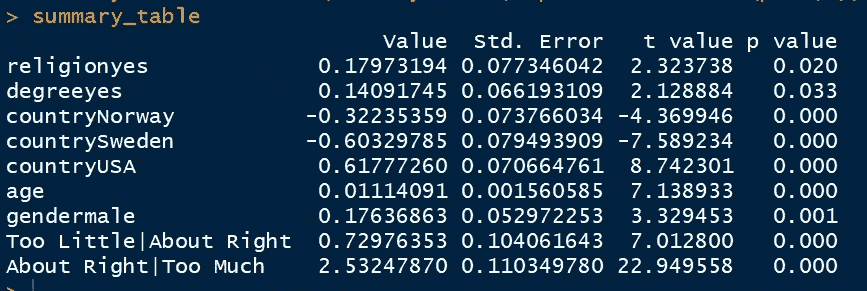 > summary_table
Value Std. Error t value p value
religionyes 0.17973194 0.077346042 2.323738 0.020
degreeyes 0.14091745 0.066193109 2.128884 0.033
countryNorway -0.32235359 0.073766034 -4.369946 0.000
countrySweden -0.60329785 0.079493909 -7.589234 0.000
countryUSA 0.61777260 0.070664761 8.742301 0.000
age 0.01114091 0.001560585 7.138933 0.000
gendermale 0.17636863 0.052972253 3.329453 0.001
Too Little|About Right 0.72976353 0.104061643 7.012800 0.000
About Right|Too Much 2.53247870 0.110349780 22.949558 0.000